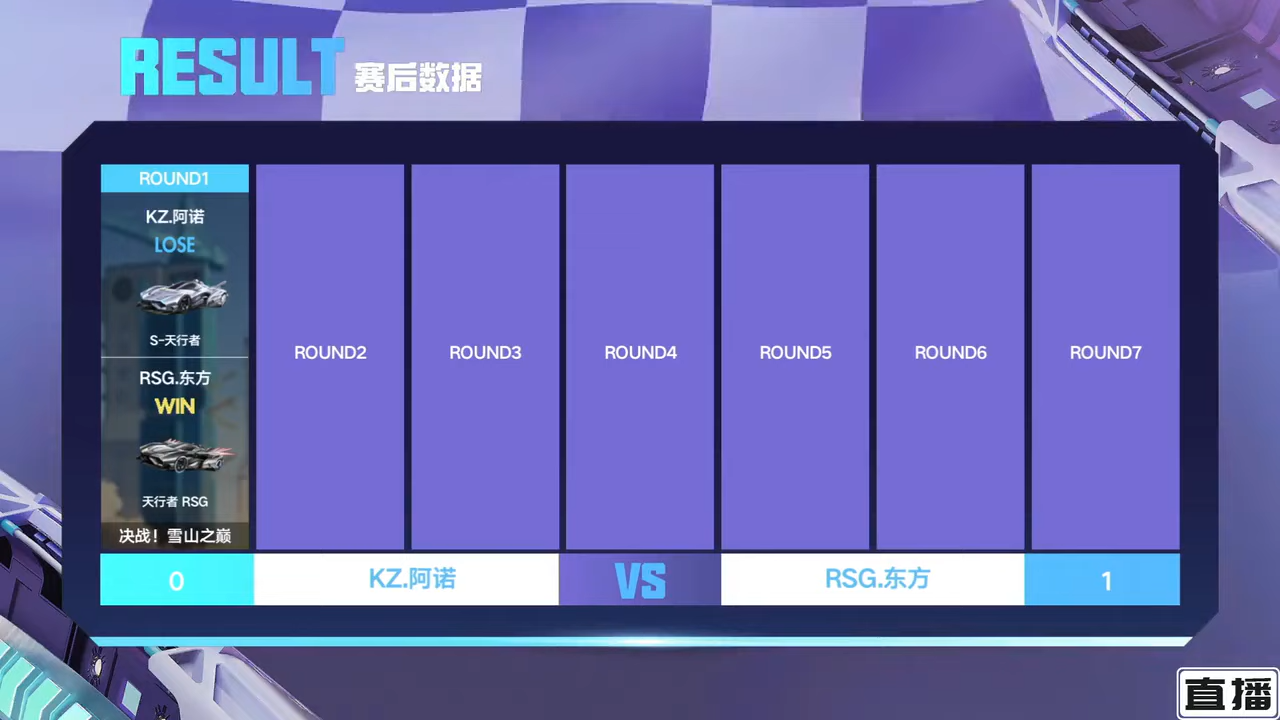 RESULT 赛后数据
ROUND1
KZ.阿诺
LOSE
S-天行者
RSG.东方
WIN
天行者 RSG
决战！雪山之巅
ROUND2
ROUND3
ROUND4
ROUND5
ROUND6
ROUND7
0 KZ.阿诺 VS RSG.东方 1
直播